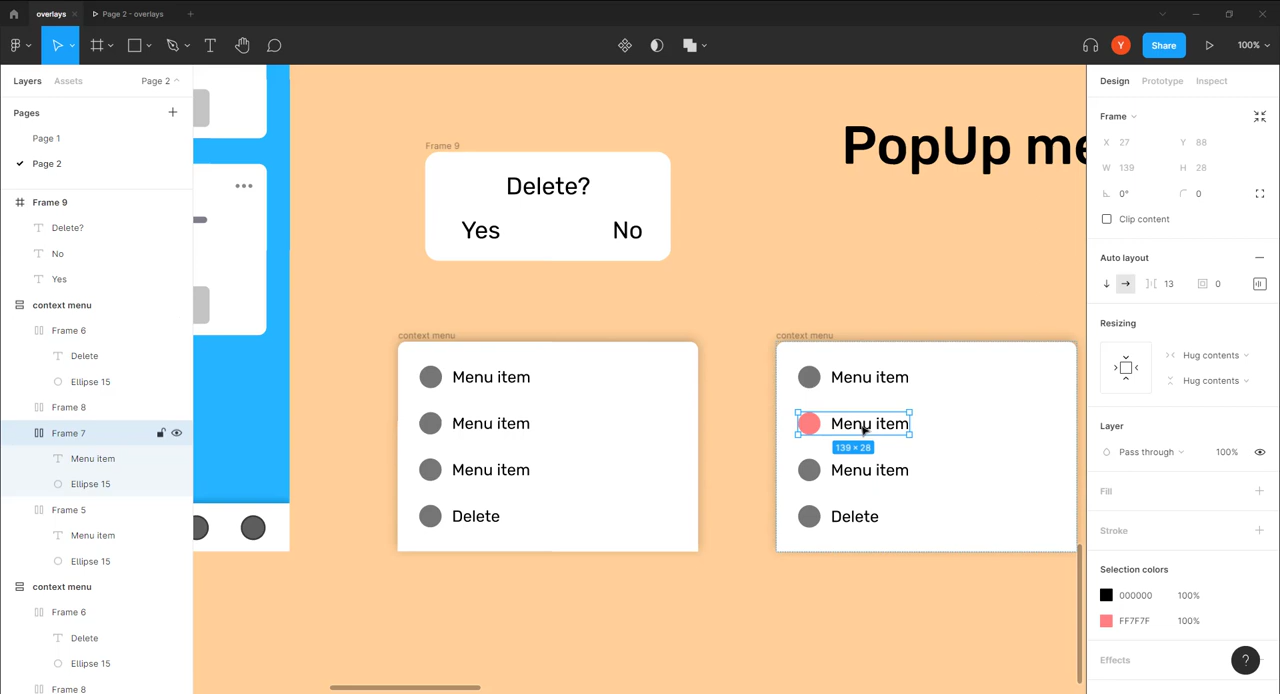 overlays
Page 2 - overlays
Y
Share
100%
Layers
Assets
Page 2
Pages
Page 1
Page 2
Frame 9
Delete?
No
Yes
context menu
Frame 6
Delete
Ellipse 15
Frame 8
Frame 7
Menu item
Ellipse 15
Frame 5
Menu item
Ellipse 15
context menu
Frame 6
Delete
Ellipse 15
Frame 8
Frame 9
Delete?
Yes No
PopUp me
context menu
Menu item
Menu item
Menu item
Delete
context menu
Menu item
Menu item
139 × 28
Menu item
Delete
Design Prototype Inspect
Frame
X 27 Y 88
W 139 H 28
0° 0
Clip content
Auto layout
13 0
Resizing
Hug contents
Hug contents
Layer
Pass through 100%
Fill
Stroke
Selection colors
000000 100%
FF7F7F 100%
Effects
?